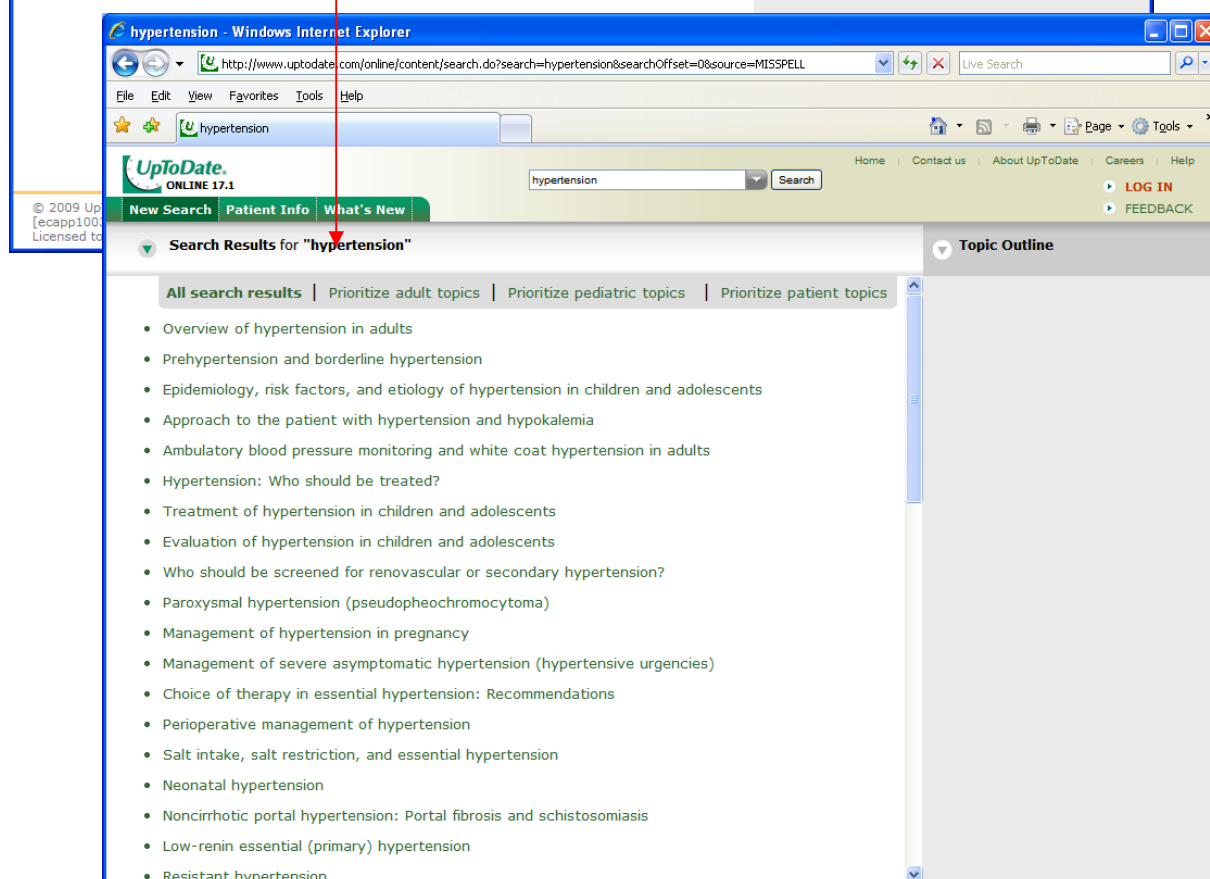 hypertension - Windows Internet Explorer
http://www.uptodate.com/online/content/search.do?search=hypertension&searchOffset=0&source=MISSPELL
Live Search
File Edit View Favorites Tools Help
hypertension
Page Tools
UpToDate.
ONLINE 17.1
hypertension
Search
Home Contact us About UpToDate Careers Help
LOG IN
FEEDBACK
New Search Patient Info What's New
© 2009 Up
[ecapp1003
Licensed to
Search Results for "hypertension"
Topic Outline
All search results | Prioritize adult topics | Prioritize pediatric topics | Prioritize patient topics
• Overview of hypertension in adults
• Prehypertension and borderline hypertension
• Epidemiology, risk factors, and etiology of hypertension in children and adolescents
• Approach to the patient with hypertension and hypokalemia
• Ambulatory blood pressure monitoring and white coat hypertension in adults
• Hypertension: Who should be treated?
• Treatment of hypertension in children and adolescents
• Evaluation of hypertension in children and adolescents
• Who should be screened for renovascular or secondary hypertension?
• Paroxysmal hypertension (pseudopheochromocytoma)
• Management of hypertension in pregnancy
• Management of severe asymptomatic hypertension (hypertensive urgencies)
• Choice of therapy in essential hypertension: Recommendations
• Perioperative management of hypertension
• Salt intake, salt restriction, and essential hypertension
• Neonatal hypertension
• Noncirrhotic portal hypertension: Portal fibrosis and schistosomiasis
• Low-renin essential (primary) hypertension
• Resistant hypertension